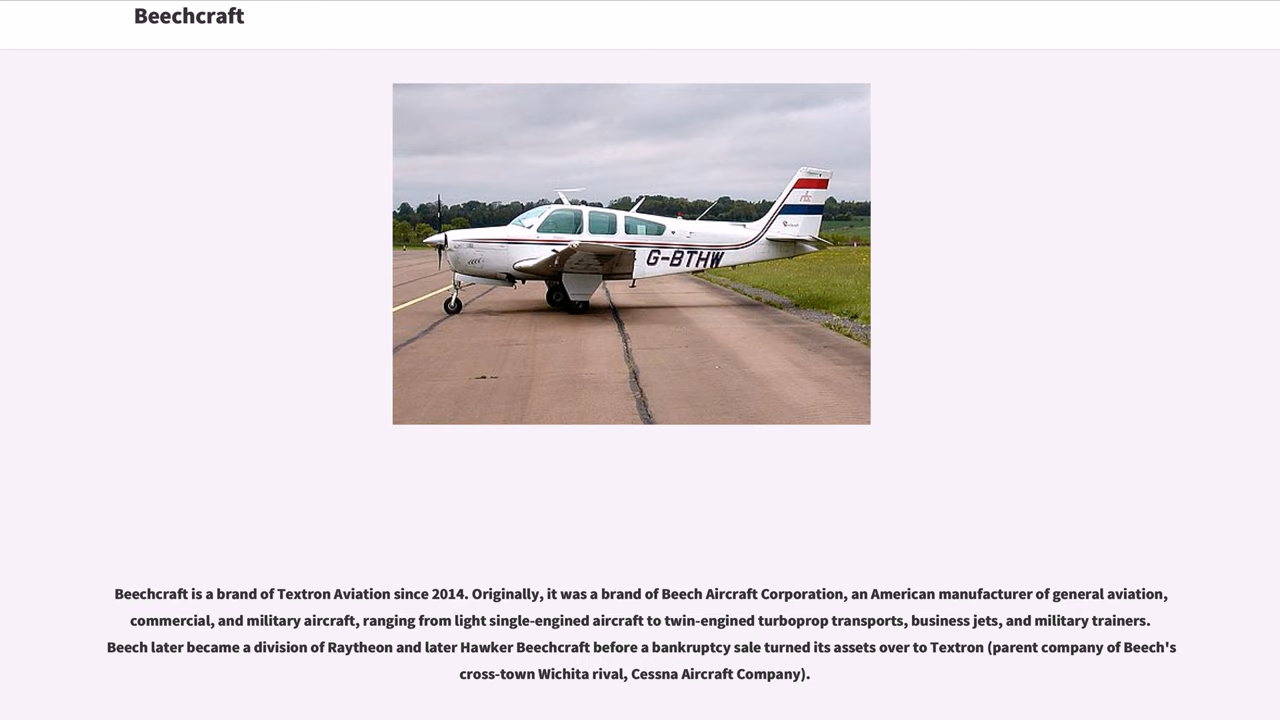 Beechcraft
G-BTHW
Beechcraft is a brand of Textron Aviation since 2014. Originally, it was a brand of Beech Aircraft Corporation, an American manufacturer of general aviation,
commercial, and military aircraft, ranging from light single-engined aircraft to twin-engined turboprop transports, business jets, and military trainers.
Beech later became a division of Raytheon and later Hawker Beechcraft before a bankruptcy sale turned its assets over to Textron (parent company of Beech's
cross-town Wichita rival, Cessna Aircraft Company).